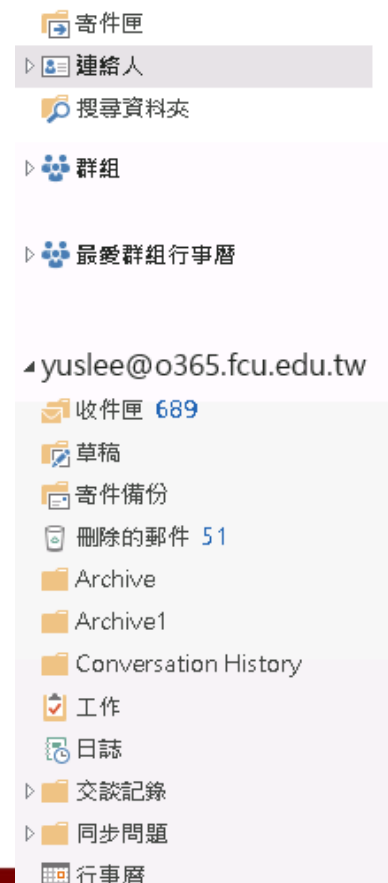 寄件匣
連絡人
搜尋資料夾
群組
最愛群組行事曆
yuslee@o365.fcu.edu.tw
收件匣 689
草稿
寄件備份
刪除的郵件 51
Archive
Archive1
Conversation History
工作
日誌
交談記錄
同步問題
行事曆